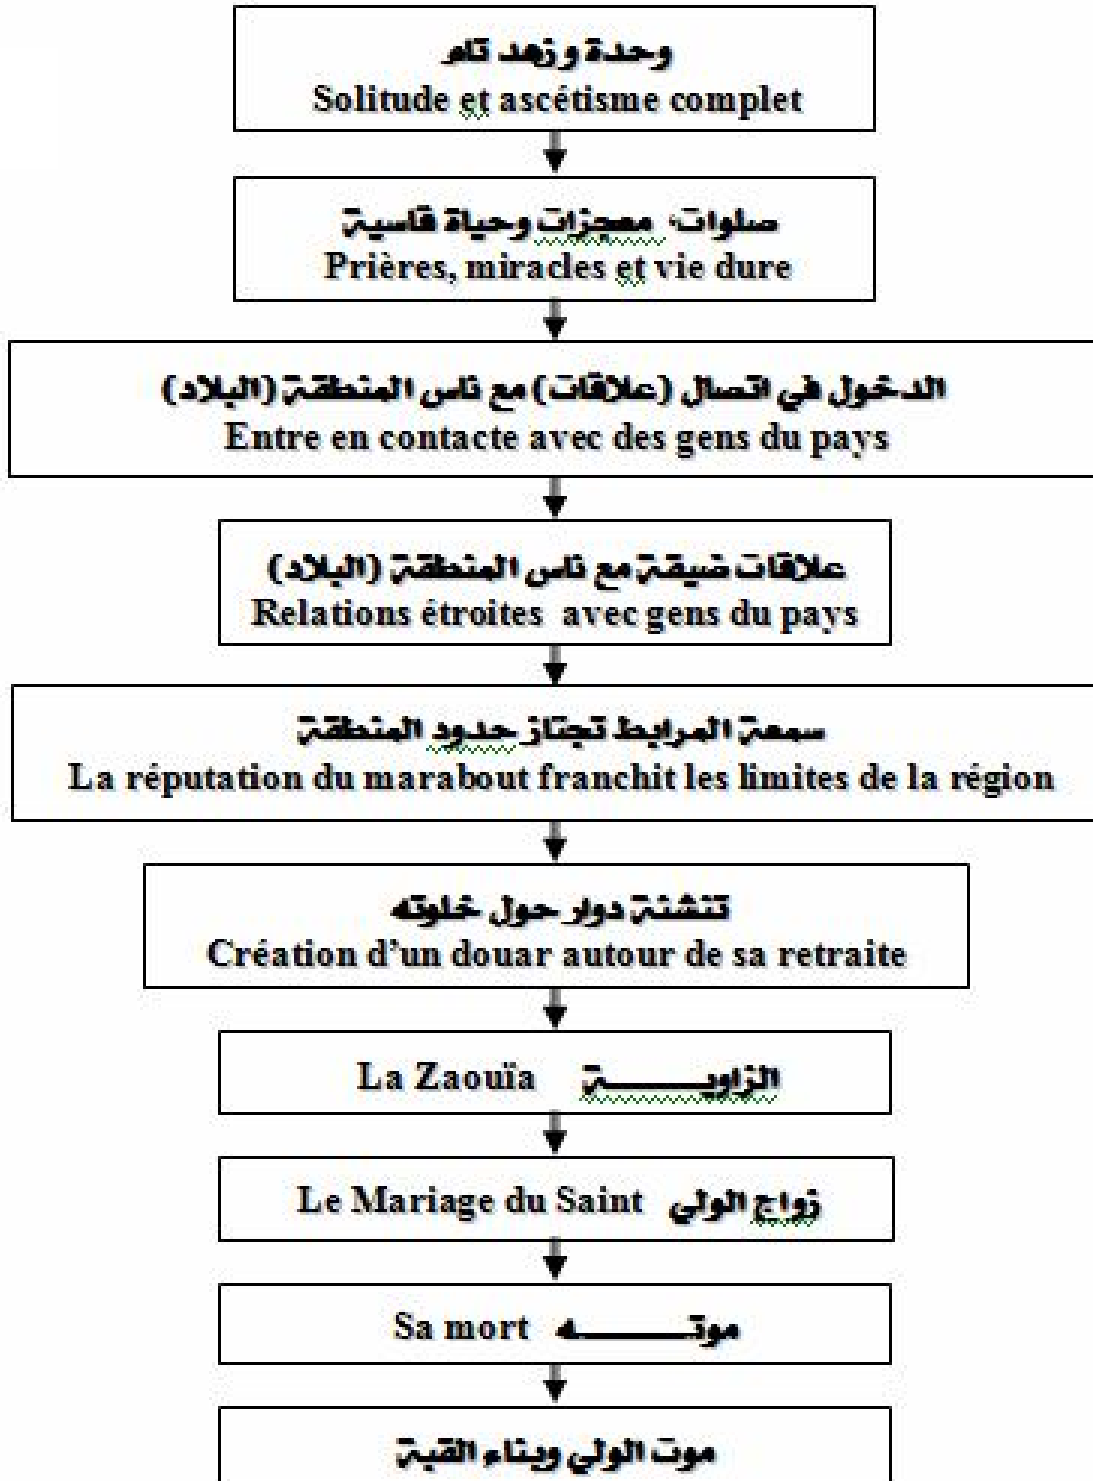 وحدة و زهد تام
Solitude et ascétisme complet
صلوات، معجزات وحياة قاسية
Prières, miracles et vie dure
الدخول في اتصال (علاقات) مع ناس المنطقة (البلاد)
Entre en contacte avec des gens du pays
علاقات ضيقة مع ناس المنطقة (البلاد)
Relations étroites avec gens du pays
سمعة المرابط تجتاز حدود المنطقة
La réputation du marabout franchit les limites de la région
تنشئة دوار حول خلوته
Création d’un douar autour de sa retraite
La Zaouïa الزاويـــــة
Le Mariage du Saint زواج الولي
Sa mort موتـــــه
موت الولي وبناء القبة